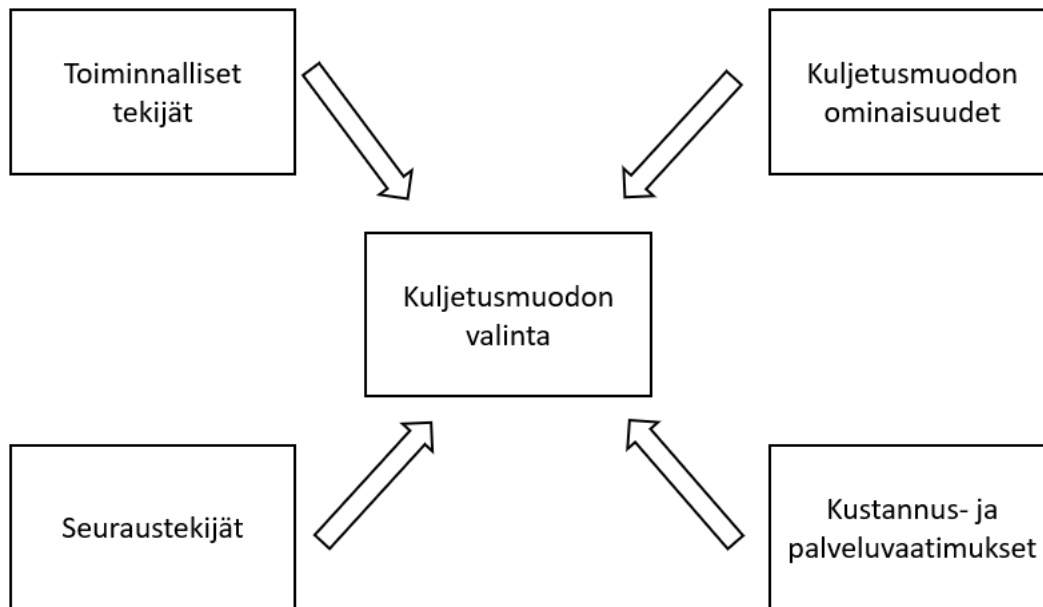 Toiminnalliset
tekijät
Kuljetusmuodon
ominaisuudet
Kuljetusmuodon
valinta
Seuraustekijät
Kustannus- ja
palveluvaatimukset